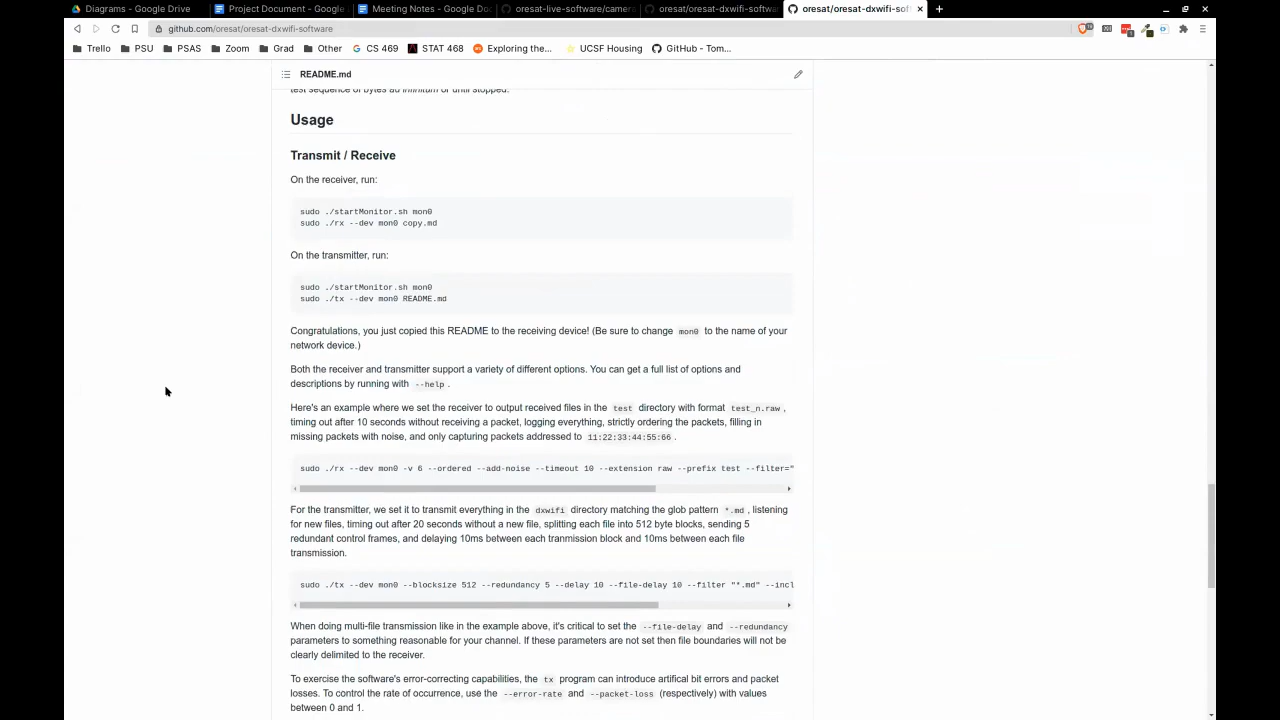 Diagrams - Google Drive
Project Document - Google
Meeting Notes - Google Doc
oresat-live-software/camera
oresat/oresat-dxwifi-softwa
oresat/oresat-dxwifi-sof
github.com/oresat/oresat-dxwifi-software
Trello PSU PSAS Zoom Grad Other CS 469 STAT 468 Exploring the... UCSF Housing GitHub - Tom...
README.md
test sequence of bytes ad infinitum or until stopped.
Usage
Transmit / Receive
On the receiver, run:
sudo ./startMonitor.sh mon0
sudo ./rx --dev mon0 copy.md
On the transmitter, run:
sudo ./startMonitor.sh mon0
sudo ./tx --dev mon0 README.md
Congratulations, you just copied this README to the receiving device! (Be sure to change mon0 to the name of your
network device.)
Both the receiver and transmitter support a variety of different options. You can get a full list of options and
descriptions by running with --help .
Here's an example where we set the receiver to output received files in the test directory with format test_n.raw ,
timing out after 10 seconds without receiving a packet, logging everything, strictly ordering the packets, filling in
missing packets with noise, and only capturing packets addressed to 11:22:33:44:55:66 .
sudo ./rx --dev mon0 -v 6 --ordered --add-noise --timeout 10 --extension raw --prefix test --filter="
For the transmitter, we set it to transmit everything in the dxwifi directory matching the glob pattern *.md , listening
for new files, timing out after 20 seconds without a new file, splitting each file into 512 byte blocks, sending 5
redundant control frames, and delaying 10ms between each tranmission block and 10ms between each file
transmission.
sudo ./tx --dev mon0 --blocksize 512 --redundancy 5 --delay 10 --file-delay 10 --filter "*.md" --incl
When doing multi-file transmission like in the example above, it's critical to set the --file-delay and --redundancy
parameters to something reasonable for your channel. If these parameters are not set then file boundaries will not be
clearly delimited to the receiver.
To exercise the software's error-correcting capabilities, the tx program can introduce artifical bit errors and packet
losses. To control the rate of occurrence, use the --error-rate and --packet-loss (respectively) with values
between 0 and 1.